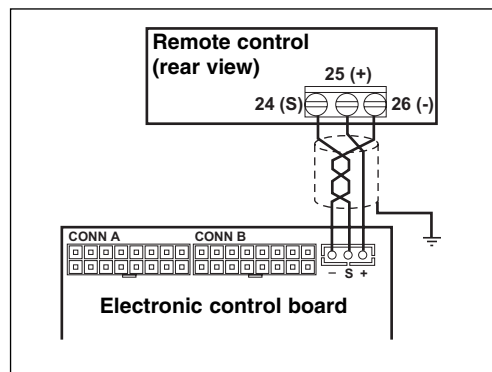 Remote control
(rear view)
25 (+)
24 (S)
26 (-)
CONN A
CONN B
– S +
Electronic control board